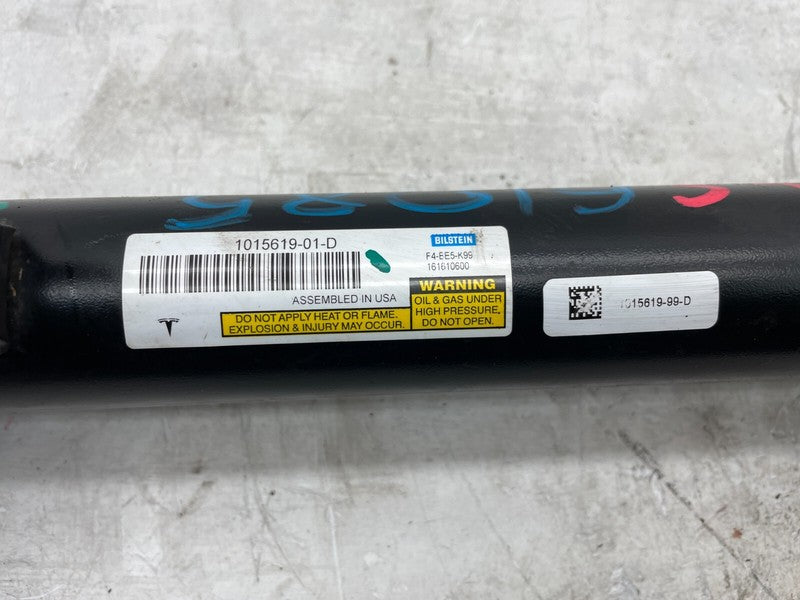 1015619-01-D
BILSTEIN
F4-BE5-K99
161610600
ASSEMBLED IN USA
DO NOT APPLY HEAT OR FLAME.
EXPLOSION & INJURY MAY OCCUR.
WARNING
OIL & GAS UNDER
HIGH PRESSURE.
DO NOT OPEN.
1015619-99-D